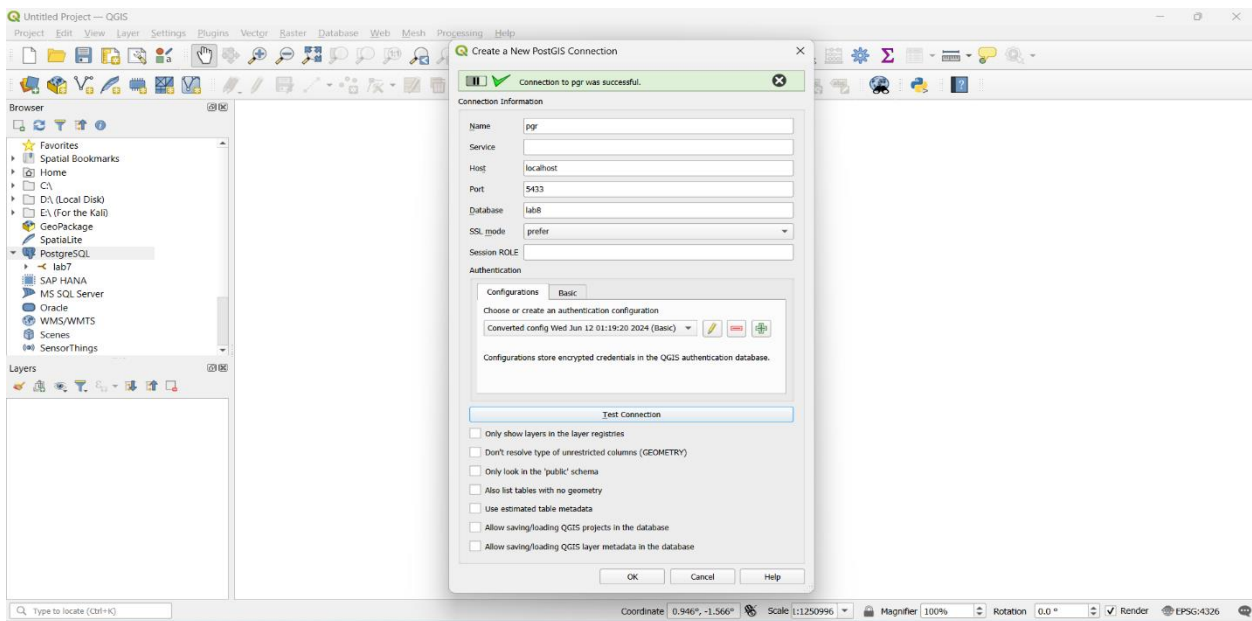 Untitled Project — QGIS
Project Edit View Layer Settings Plugins Vector Raster Database Web Mesh Processing Help
Create a New PostGIS Connection
Connection to pgr was successful.
Connection Information
Name pgr
Service
Host localhost
Port 5433
Database lab8
SSL mode prefer
Session ROLE
Authentication
Configurations Basic
Choose or create an authentication configuration
Converted config Wed Jun 12 01:19:20 2024 (Basic)
Configurations store encrypted credentials in the QGIS authentication database.
Test Connection
Only show layers in the layer registries
Don't resolve type of unrestricted columns (GEOMETRY)
Only look in the 'public' schema
Also list tables with no geometry
Use estimated table metadata
Allow saving/loading QGIS projects in the database
Allow saving/loading QGIS layer metadata in the database
OK Cancel Help
Browser
Favorites
Spatial Bookmarks
Home
C:\
D:\ (Local Disk)
E:\ (For the Kali)
GeoPackage
SpatiaLite
PostgreSQL
lab7
SAP HANA
MS SQL Server
Oracle
WMS/WMTS
Scenes
SensorThings
Layers
Type to locate (Ctrl+K)
Coordinate 0.946°, -1.566° Scale 1:1250996 Magnifier 100% Rotation 0.0 ° Render EPSG:4326